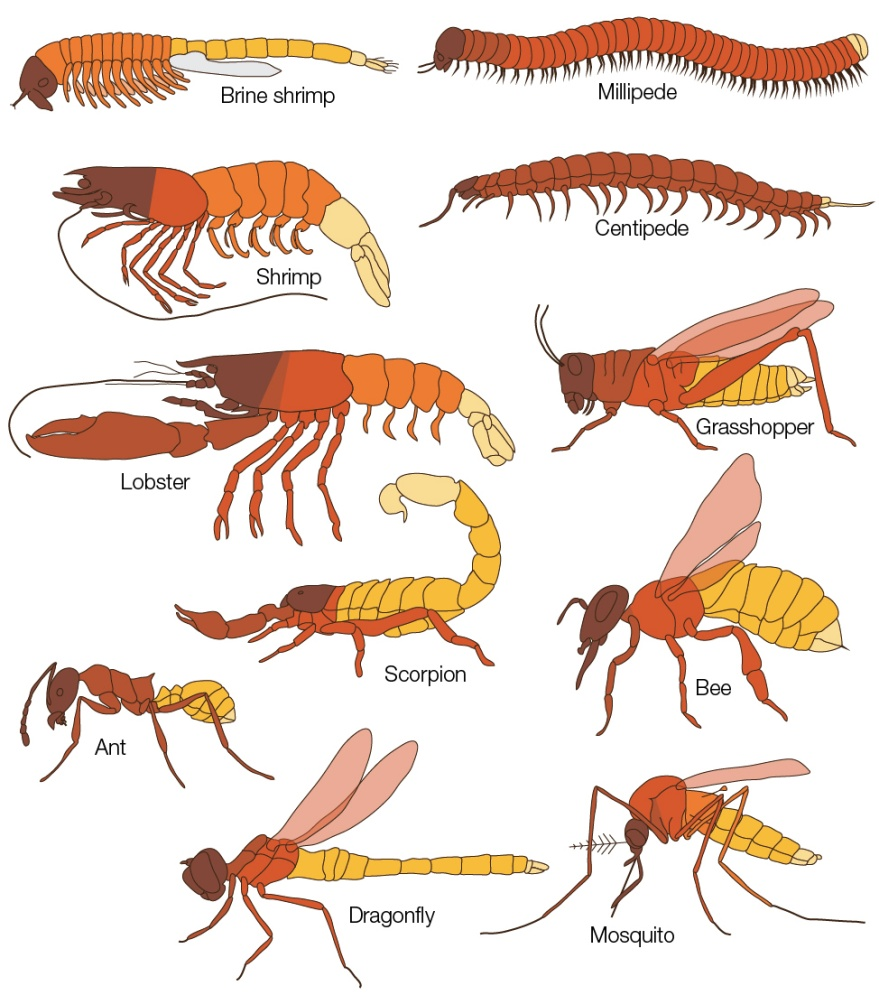 Brine shrimp
Millipede
Centipede
Shrimp
Grasshopper
Lobster
Scorpion
Bee
Ant
Dragonfly
Mosquito